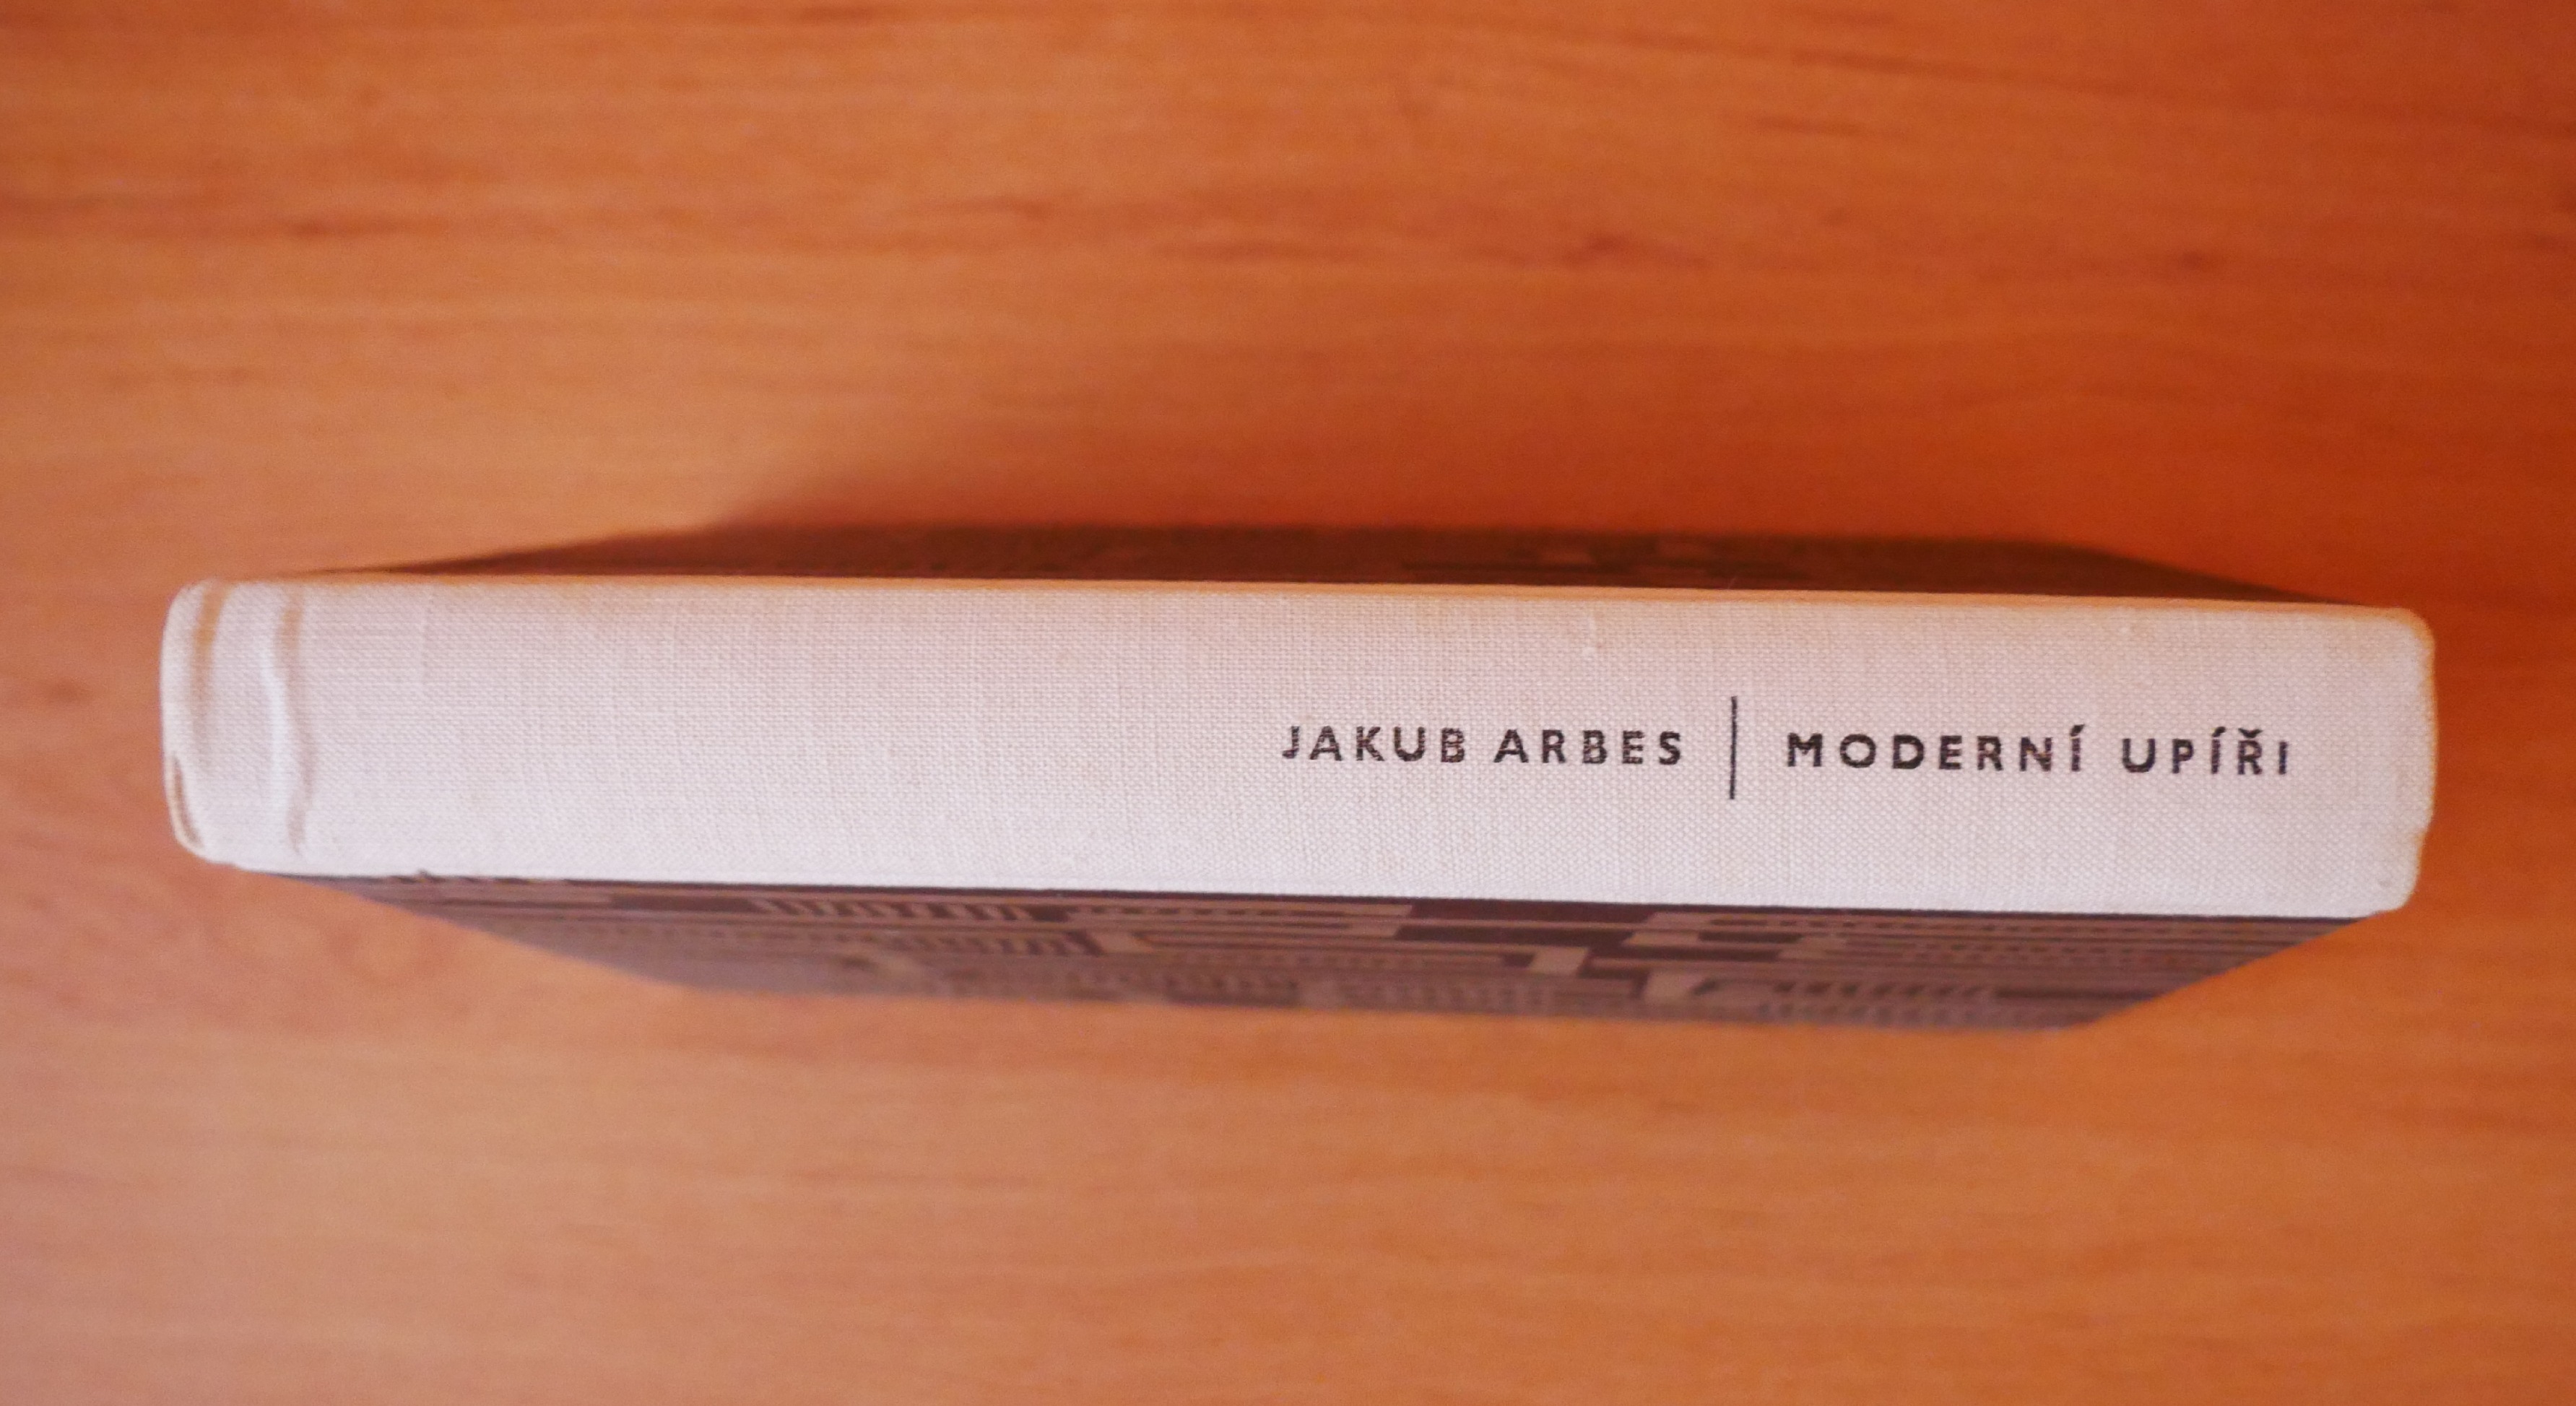 JAKUB ARBES | MODERNÍ UPÍŘI